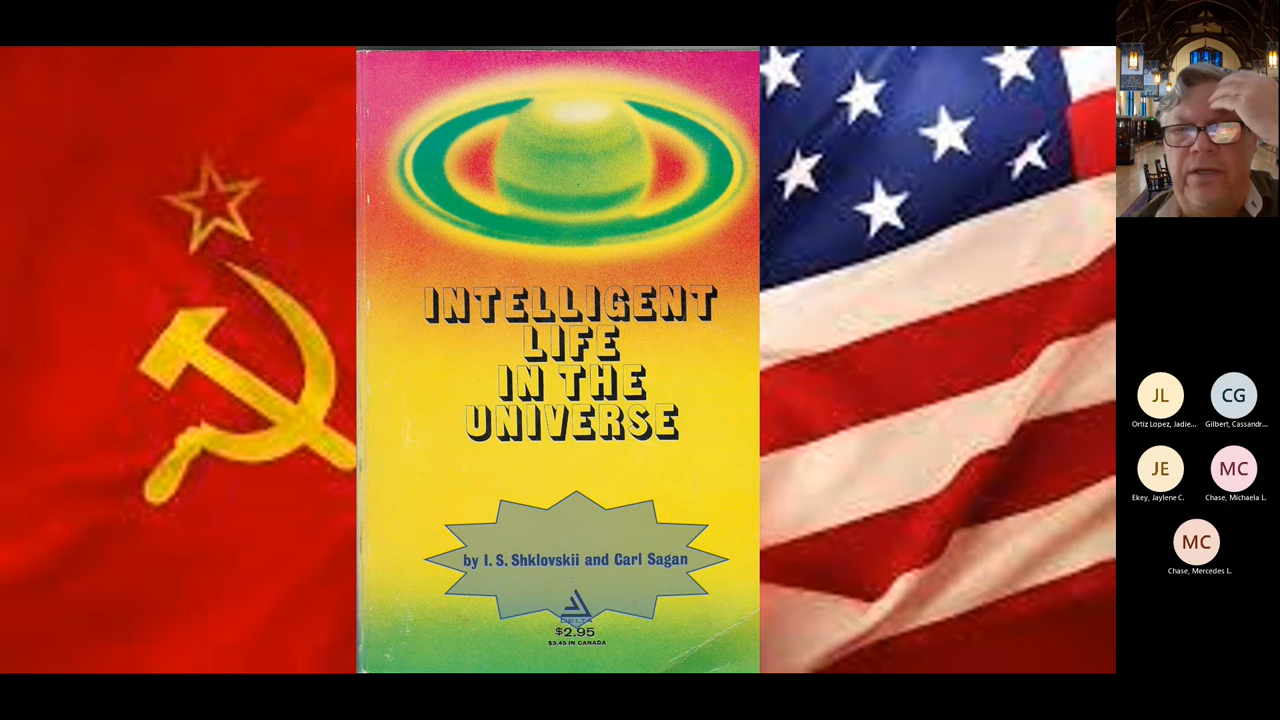 INTELLIGENT
LIFE
IN THE
UNIVERSE
by I. S. Shklovskii and Carl Sagan
DELTA
$2.95
$3.45 IN CANADA
JL
Ortiz Lopez, Jadie...
CG
Gilbert, Cassandr...
JE
Ekey, Jaylene C.
MC
Chase, Michaela L.
MC
Chase, Mercedes L.